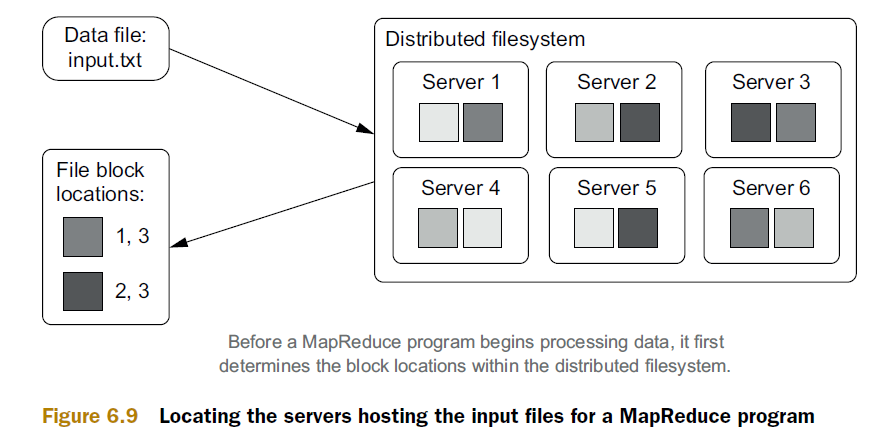 Data file:
input.txt
Distributed filesystem
Server 1
Server 2
Server 3
File block
locations:
1, 3
2, 3
Server 4
Server 5
Server 6
Before a MapReduce program begins processing data, it first
determines the block locations within the distributed filesystem.
Figure 6.9 Locating the servers hosting the input files for a MapReduce program